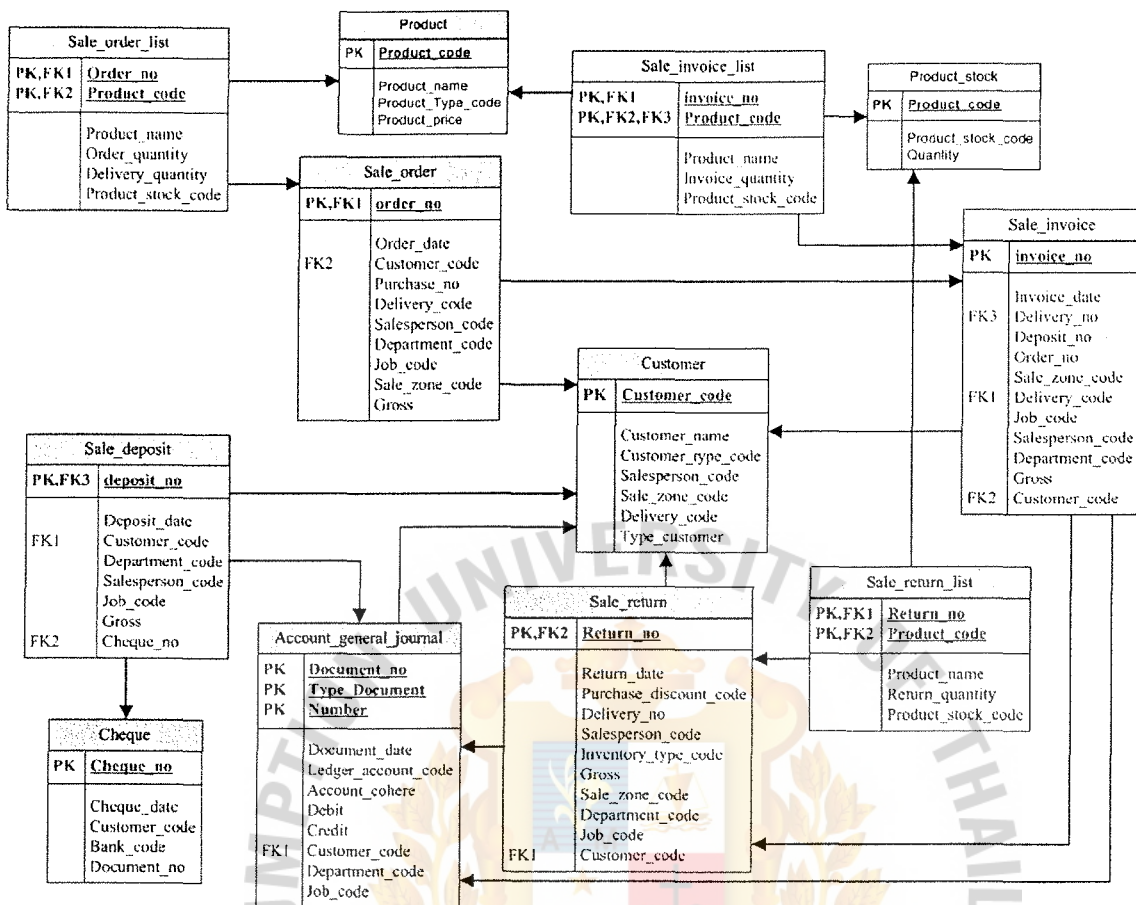 Sale_order_list
PK,FK1 Order_no
PK,FK2 Product_code
Product_name
Order_quantity
Delivery_quantity
Product_stock_code
Product
PK Product_code
Product_name
Product_Type_code
Product_price
Sale_invoice_list
PK,FK1 invoice_no
PK,FK2,FK3 Product_code
Product_name
Invoice_quantity
Product_stock_code
Product_stock
PK Product_code
Product_stock_code
Quantity
Sale_order
PK,FK1 order_no
Order_date
FK2 Customer_code
Purchase_no
Delivery_code
Salesperson_code
Department_code
Job_code
Sale_zone_code
Gross
Sale_invoice
PK invoice_no
Invoice_date
FK3 Delivery_no
Deposit_no
Order_no
Sale_zone_code
FK1 Delivery_code
Job_code
Salesperson_code
Department_code
Gross
FK2 Customer_code
Customer
PK Customer_code
Customer_name
Customer_type_code
Salesperson_code
Sale_zone_code
Delivery_code
Type_customer
Sale_deposit
PK,FK3 deposit_no
Deposit_date
FK1 Customer_code
Department_code
Salesperson_code
Job_code
Gross
FK2 Cheque_no
Account_general_journal
PK Document_no
PK Type_Document
PK Number
Document_date
Ledger_account_code
Account_cohere
Debit
Credit
FK1 Customer_code
Department_code
Job_code
Sale_return
PK,FK2 Return_no
Return_date
Purchase_discount_code
Delivery_no
Salesperson_code
Inventory_type_code
Gross
Sale_zone_code
Department_code
Job_code
FK1 Customer_code
Sale_return_list
PK,FK1 Return_no
PK,FK2 Product_code
Product_name
Return_quantity
Product_stock_code
Cheque
PK Cheque_no
Cheque_date
Customer_code
Bank_code
Document_no
UMPTION UNIVERSITY OF THAIL